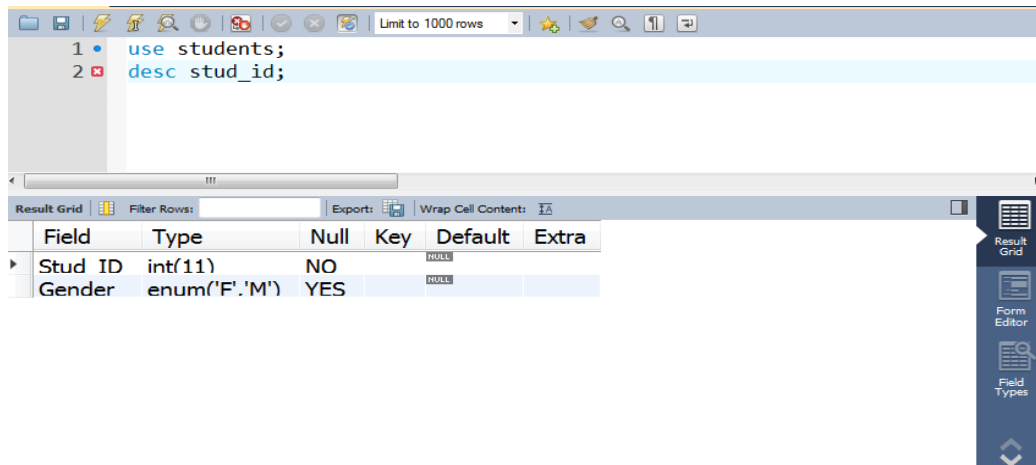 Limit to 1000 rows
1 use students;
2 desc stud_id;
Result Grid Filter Rows: Export: Wrap Cell Content:
Field Type Null Key Default Extra
Stud_ID int(11) NO NULL
Gender enum('F','M') YES NULL
Result Grid
Form Editor
Field Types